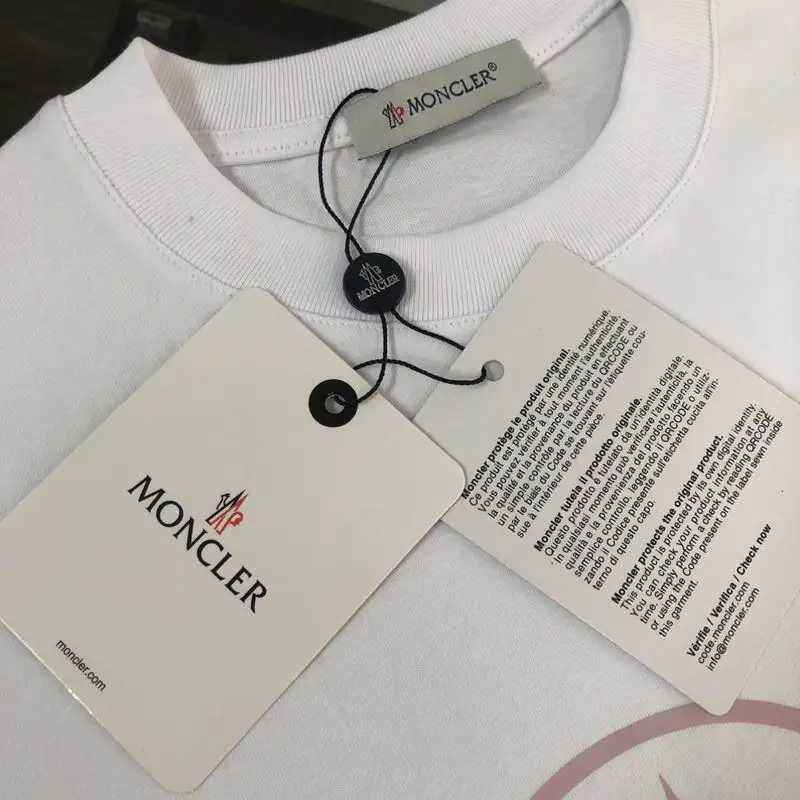 MONCLER®
MONCLER
MONCLER
moncler.com
Moncler protège le produit original.
Ce produit est protégé par une identité numérique.
Vous pouvez vérifier à tout moment l'authenticité,
la qualité et la provenance du produit en effectuant
un simple contrôle par la lecture du QRCODE ou
par le biais du Code se trouvant sur l'étiquette cou-
sue à l'intérieur de cette pièce.
Moncler tutela il prodotto originale.
Questo prodotto è tutelato da un'identità digitale.
In qualsiasi momento può verificare l'autenticità, la
qualità e la provenienza del prodotto facendo un
semplice controllo, leggendo il QRCODE o utiliz-
zando il Codice presente sull'etichetta cucita all'in-
terno di questo capo.
Moncler protects the original product.
This product is protected by its own digital identity.
You can check your product information at any
time. Simply perform a check by reading QRCODE
or using the Code present on the label sewn inside
this garment.
Vérifie / Verifica / Check now
code.moncler.com
info@moncler.com